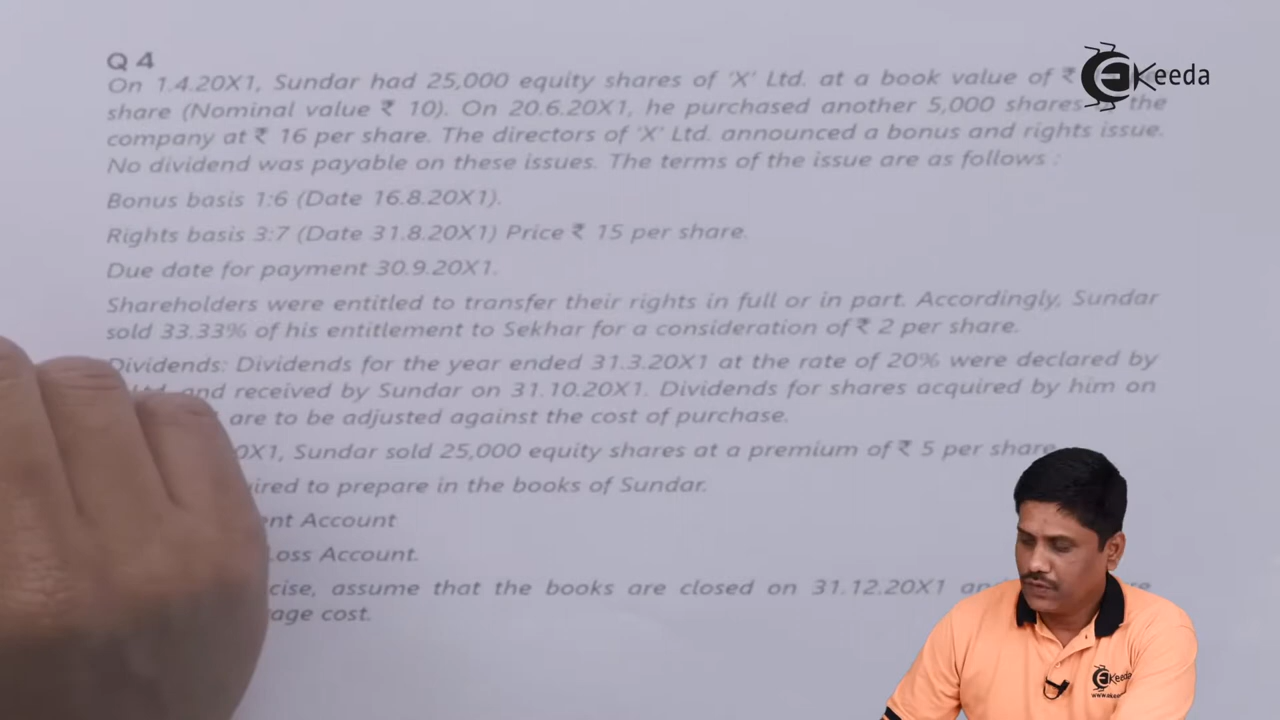 Q 4
On 1.4.20X1, Sundar had 25,000 equity shares of 'X' Ltd. at a book value of ₹
share (Nominal value ₹ 10). On 20.6.20X1, he purchased another 5,000 shares the
company at ₹ 16 per share. The directors of 'X' Ltd. announced a bonus and rights issue.
No dividend was payable on these issues. The terms of the issue are as follows :
Bonus basis 1:6 (Date 16.8.20X1).
Rights basis 3:7 (Date 31.8.20X1) Price ₹ 15 per share.
Due date for payment 30.9.20X1.
Shareholders were entitled to transfer their rights in full or in part. Accordingly, Sundar
sold 33.33% of his entitlement to Sekhar for a consideration of ₹ 2 per share.
Dividends: Dividends for the year ended 31.3.20X1 at the rate of 20% were declared by
and received by Sundar on 31.10.20X1. Dividends for shares acquired by him on
are to be adjusted against the cost of purchase.
0X1, Sundar sold 25,000 equity shares at a premium of ₹ 5 per share
ired to prepare in the books of Sundar.
nt Account
Loss Account.
cise, assume that the books are closed on 31.12.20X1
age cost.
EKeeda
EKeeda